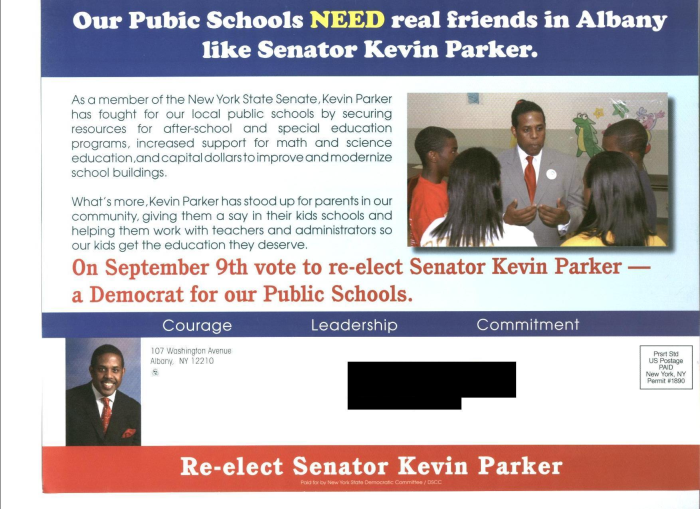 Our Pubic Schools NEED real friends in Albany
like Senator Kevin Parker.
As a member of the New York State Senate, Kevin Parker
has fought for our local public schools by securing
resources for after-school and special education
programs, increased support for math and science
education, and capital dollars to improve and modernize
school buildings.
What's more, Kevin Parker has stood up for parents in our
community, giving them a say in their kids schools and
helping them work with teachers and administrators so
our kids get the education they deserve.
On September 9th vote to re-elect Senator Kevin Parker —
a Democrat for our Public Schools.
Courage Leadership Commitment
107 Washington Avenue
Albany, NY 12210
Prsrt Std
US Postage
PAID
New York, NY
Permit #1890
Re-elect Senator Kevin Parker
Paid for by New York State Democratic Committee / DSCC